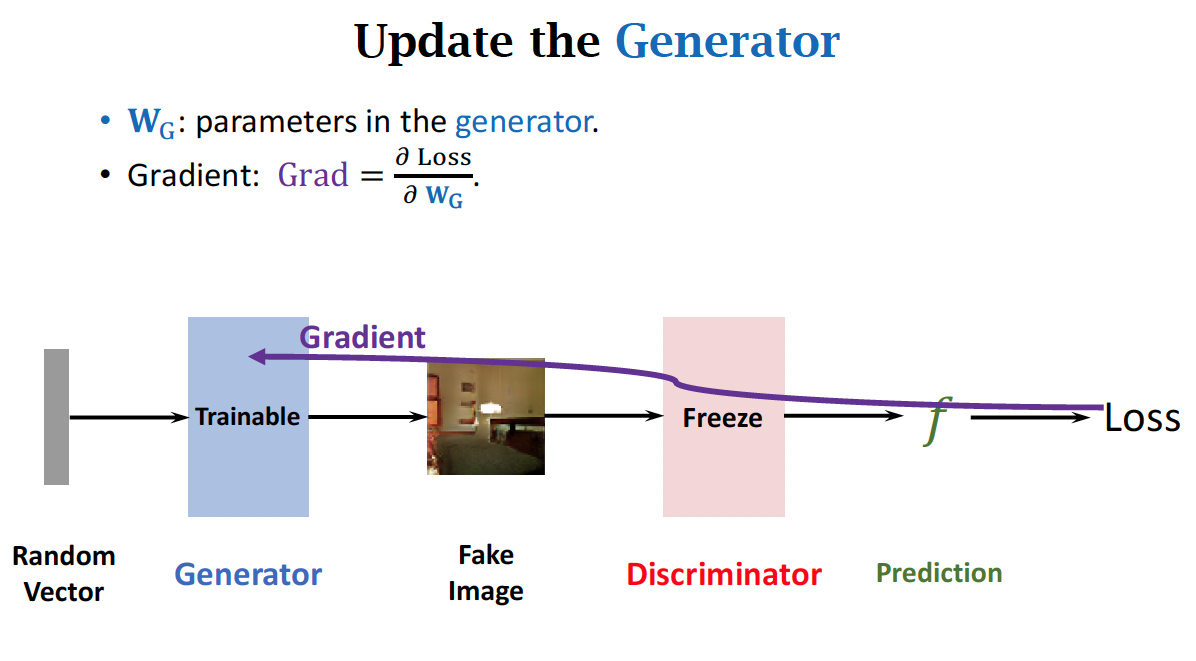 Update the Generator
• W_G: parameters in the generator.
• Gradient: Grad = ∂ Loss / ∂ W_G.
Gradient
Trainable
Freeze
f
Loss
Random
Vector
Generator
Fake
Image
Discriminator
Prediction